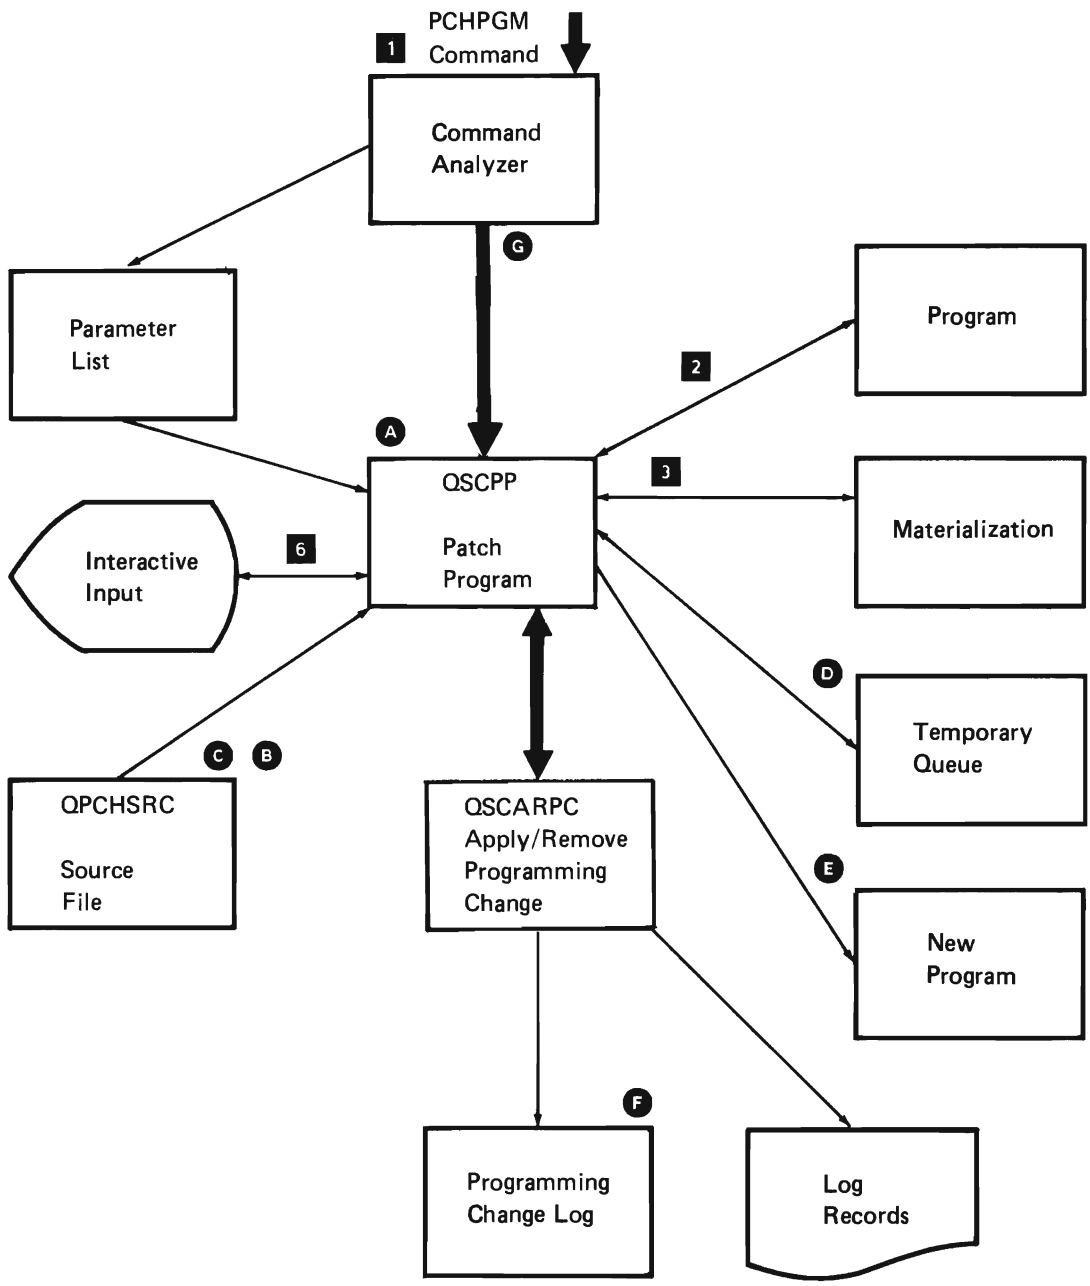 1
PCHPGM
Command
Command
Analyzer
G
Parameter
List
Program
2
A
QSCPP
Patch
Program
3
Materialization
6
Interactive
Input
D
Temporary
Queue
C B
QPCHSRC
Source
File
QSCARPC
Apply/Remove
Programming
Change
E
New
Program
F
Programming
Change Log
Log
Records